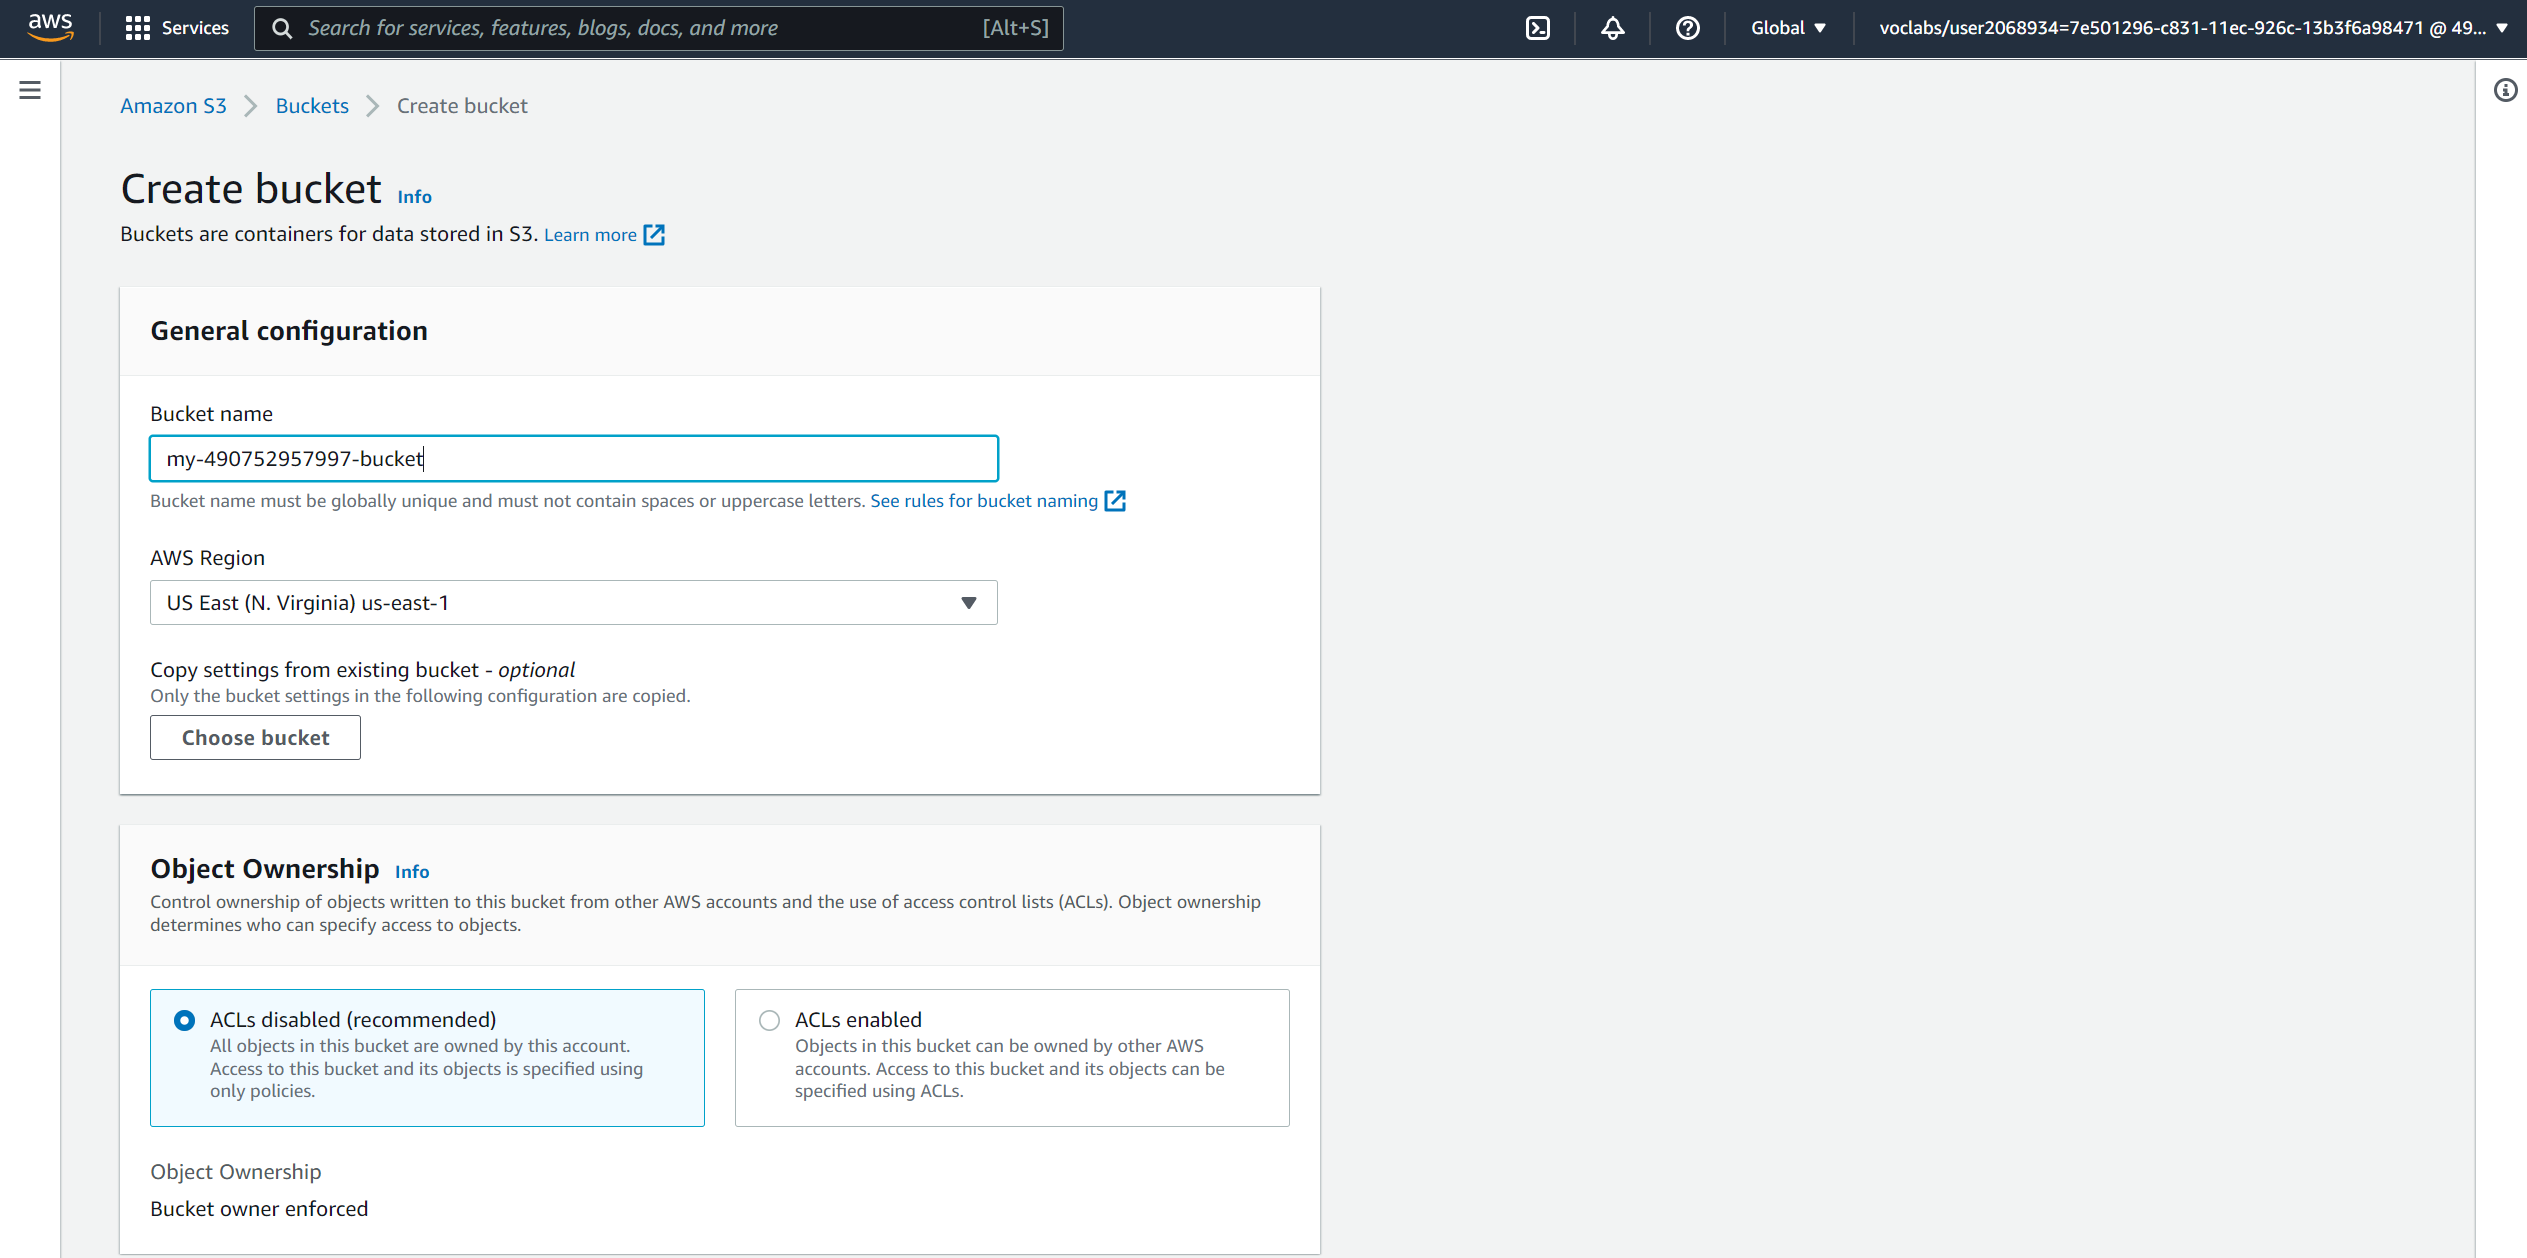 aws
Services
Search for services, features, blogs, docs, and more
[Alt+S]
Global
voclabs/user2068934=7e501296-c831-11ec-926c-13b3f6a98471 @ 49...
Amazon S3
Buckets
Create bucket
Create bucket Info
Buckets are containers for data stored in S3. Learn more
General configuration
Bucket name
my-490752957997-bucket
Bucket name must be globally unique and must not contain spaces or uppercase letters. See rules for bucket naming
AWS Region
US East (N. Virginia) us-east-1
Copy settings from existing bucket - optional
Only the bucket settings in the following configuration are copied.
Choose bucket
Object Ownership Info
Control ownership of objects written to this bucket from other AWS accounts and the use of access control lists (ACLs). Object ownership
determines who can specify access to objects.
ACLs disabled (recommended)
All objects in this bucket are owned by this account.
Access to this bucket and its objects is specified using
only policies.
ACLs enabled
Objects in this bucket can be owned by other AWS
accounts. Access to this bucket and its objects can be
specified using ACLs.
Object Ownership
Bucket owner enforced